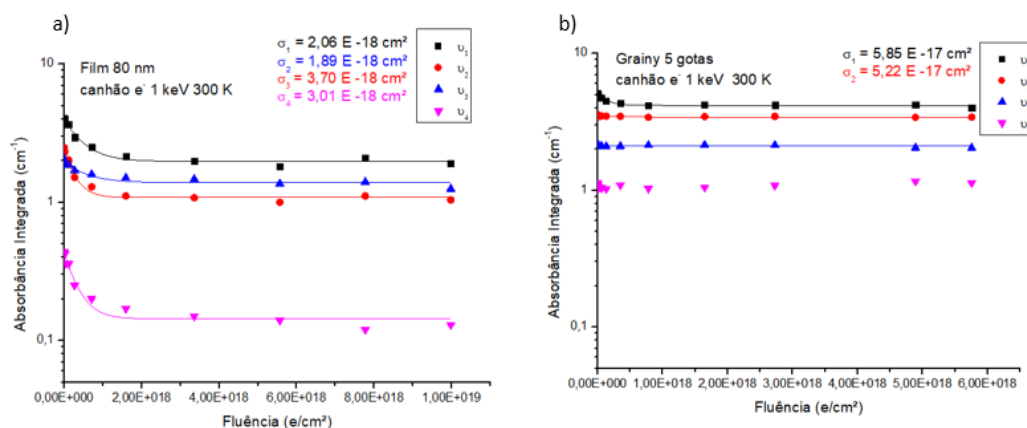 a)
σ₁ = 2,06 E -18 cm²
σ₂ = 1,89 E -18 cm²
σ₃ = 3,70 E -18 cm²
σ₄ = 3,01 E -18 cm²
Film 80 nm
canhão e⁻ 1 keV 300 K
υ₁
υ₂
υ₃
υ₄
10
1
0,1
Absorbância Integrada (cm⁻¹)
0,00E+000 2,00E+018 4,00E+018 6,00E+018 8,00E+018 1,00E+019
Fluência (e/cm²)
b)
Grainy 5 gotas
canhão e⁻ 1 keV 300 K
σ₁ = 5,85 E -17 cm²
σ₂ = 5,22 E -17 cm²
υ
υ
υ
υ
10
1
0,1
Absorbância Integrada (cm⁻¹)
0,00E+000 1,00E+018 2,00E+018 3,00E+018 4,00E+018 5,00E+018 6,00E+018
Fluência (e/cm²)